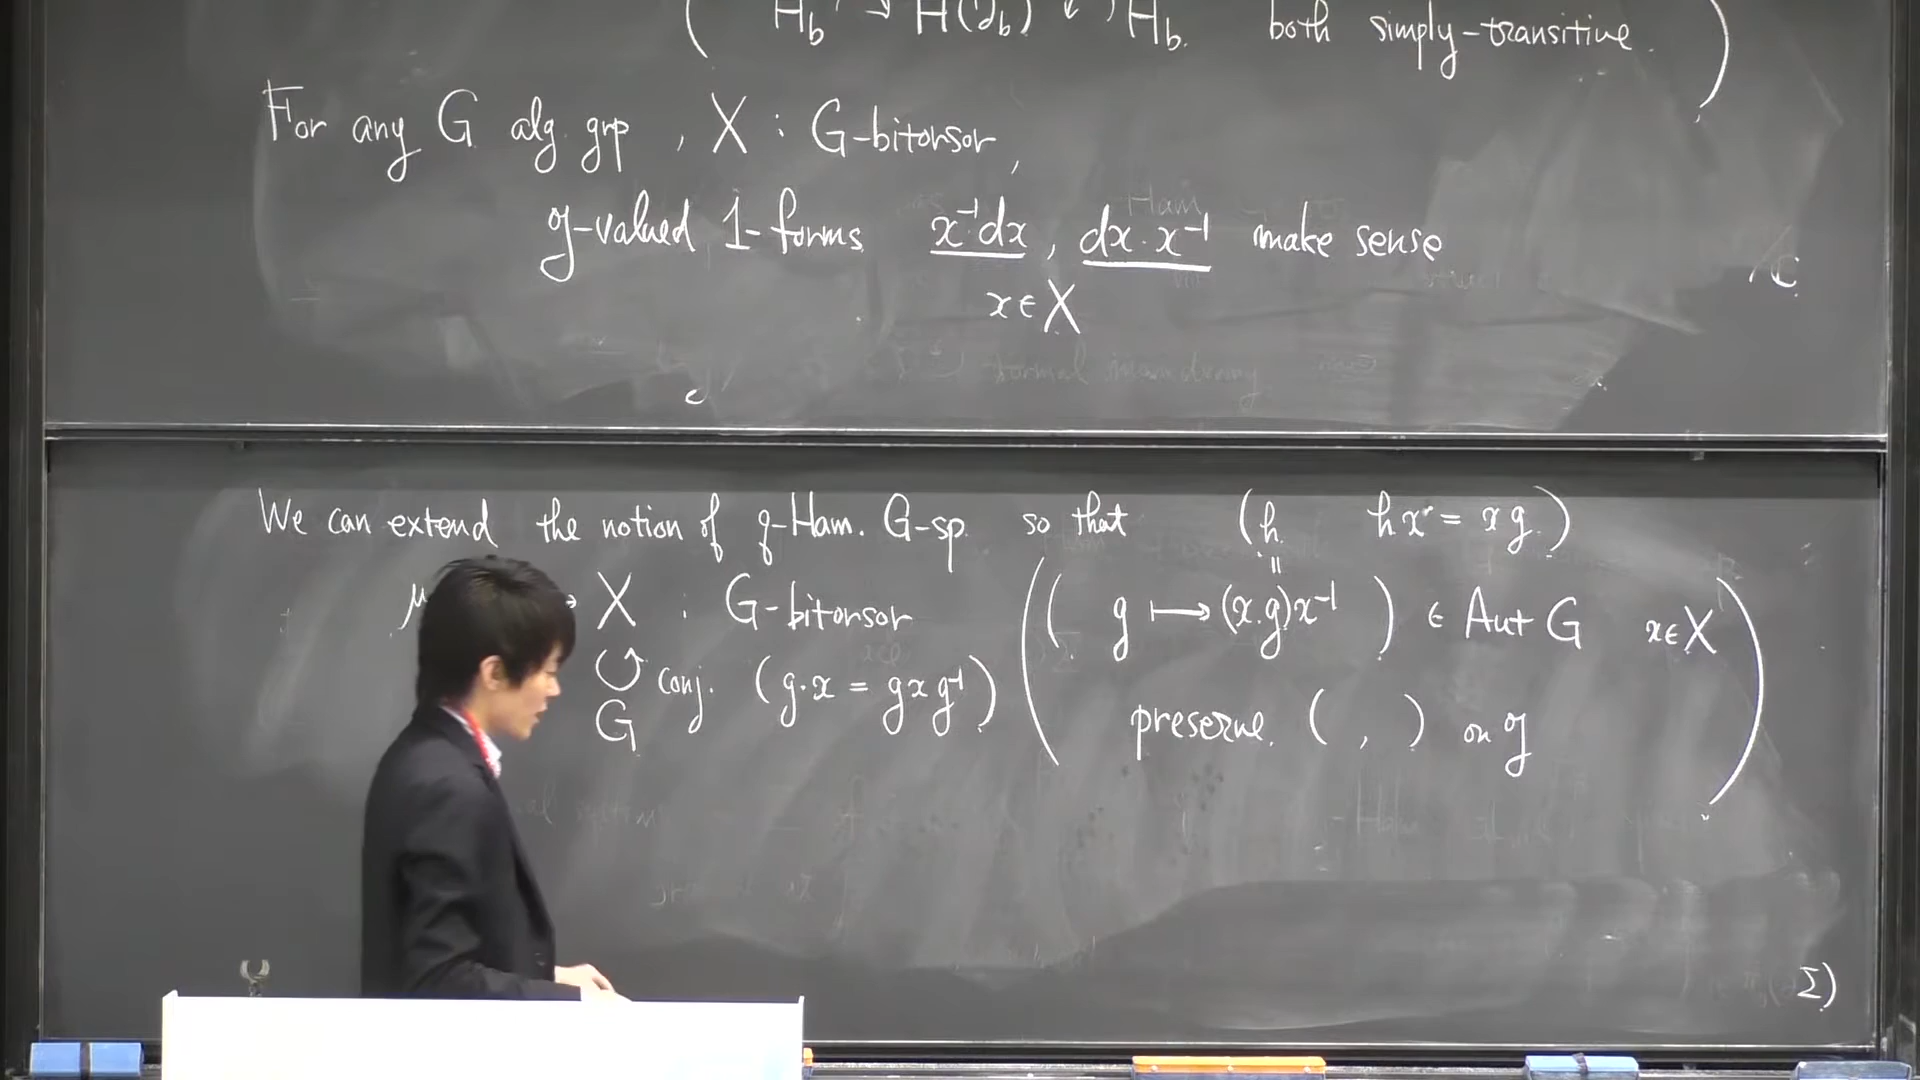 ( H_b ↷ H(∂_b) ↶ H_b. both simply-transitive. )
For any G alg. grp, X : G-bitorsor,
𝔤-valued 1-forms x⁻¹dx, dx·x⁻¹ make sense
x∈X
We can extend the notion of q-Ham. G-sp. so that (h hx = xg.)
μ → X : G-bitorsor ( ( g ↦ (x.g)x⁻¹ ) ∈ Aut G x∈X
↺ conj. (g·x = gxg⁻¹)
G preserve ( , ) on 𝔤 )
Σ)